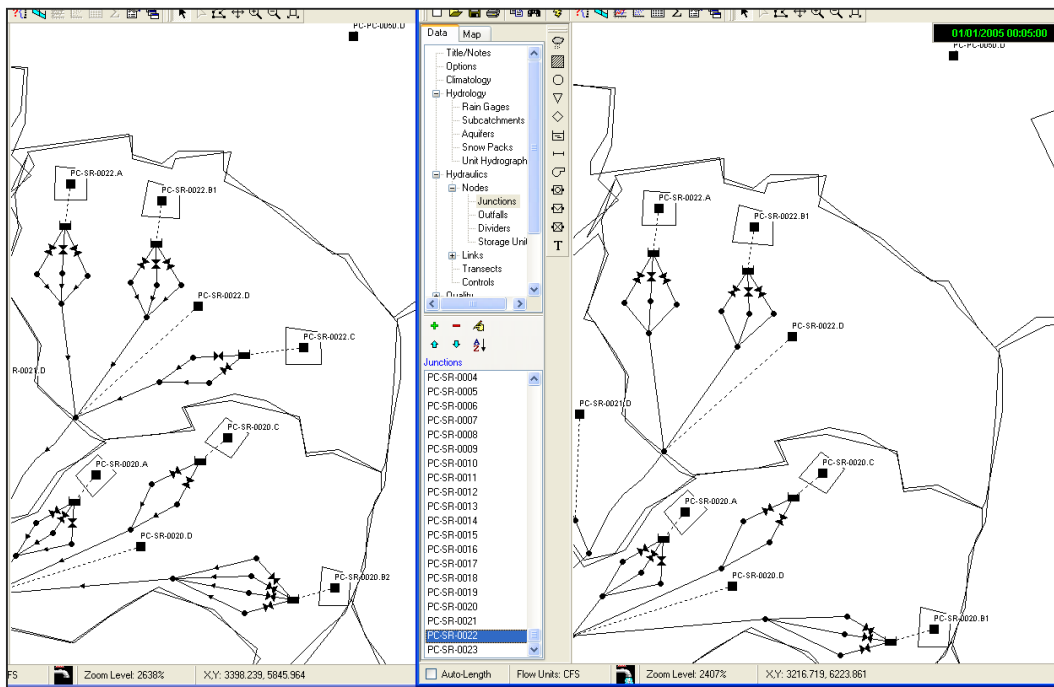 PC-PC-0050.D
PC-SR-0022.A
PC-SR-0022.B1
PC-SR-0022.D
PC-SR-0022.C
R-0021.D
PC-SR-0020.C
PC-SR-0020.A
PC-SR-0020.D
PC-SR-0020.B2
FS
Zoom Level: 2638%
X,Y: 3398.239, 5845.964
Data
Map
Title/Notes
Options
Climatology
Hydrology
Rain Gages
Subcatchments
Aquifers
Snow Packs
Unit Hydrograph
Hydraulics
Nodes
Junctions
Outfalls
Dividers
Storage Unit
Links
Transects
Controls
Quality
Junctions
PC-SR-0004
PC-SR-0005
PC-SR-0006
PC-SR-0007
PC-SR-0008
PC-SR-0009
PC-SR-0010
PC-SR-0011
PC-SR-0012
PC-SR-0013
PC-SR-0014
PC-SR-0015
PC-SR-0016
PC-SR-0017
PC-SR-0018
PC-SR-0019
PC-SR-0020
PC-SR-0021
PC-SR-0022
PC-SR-0023
T
01/01/2005 00:05:00
PC-PC-0050.D
PC-SR-0022.A
PC-SR-0022.B1
PC-SR-0022.D
PC-SR-0021.D
PC-SR-0020.C
PC-SR-0020.A
PC-SR-0020.D
PC-SR-0020.B1
Auto-Length
Flow Units: CFS
Zoom Level: 2407%
X,Y: 3216.719, 6223.861